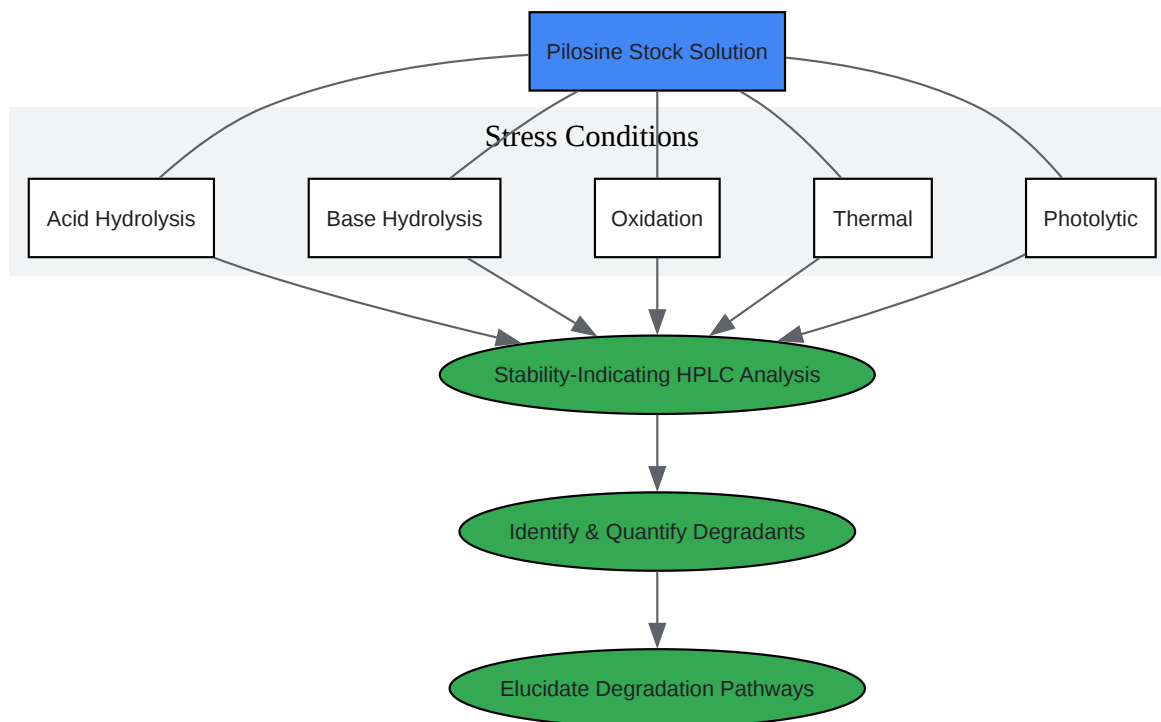 Pilosine Stock Solution
Stress Conditions
Acid Hydrolysis
Base Hydrolysis
Oxidation
Thermal
Photolytic
Stability-Indicating HPLC Analysis
Identify & Quantify Degradants
Elucidate Degradation Pathways